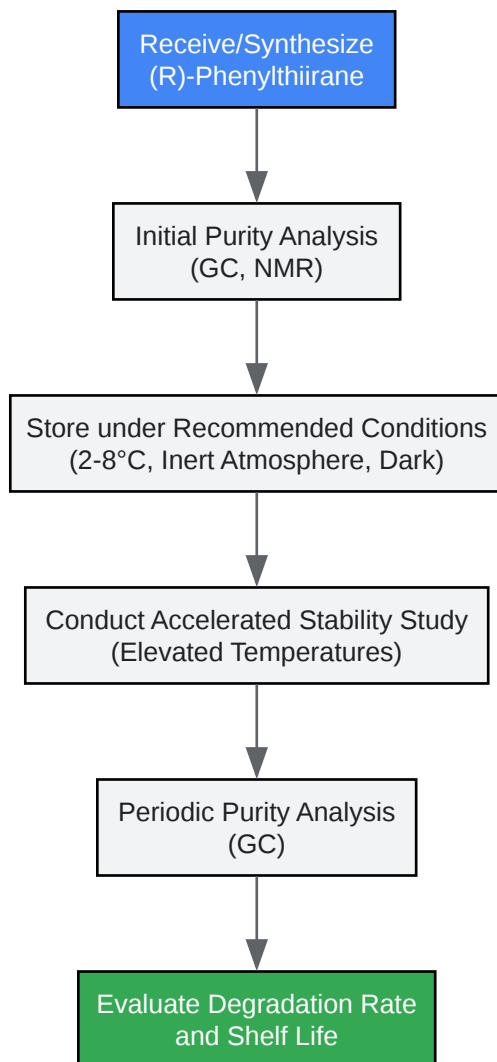 Receive/Synthesize
(R)-Phenylthiirane
Initial Purity Analysis
(GC, NMR)
Store under Recommended Conditions
(2-8°C, Inert Atmosphere, Dark)
Conduct Accelerated Stability Study
(Elevated Temperatures)
Periodic Purity Analysis
(GC)
Evaluate Degradation Rate
and Shelf Life